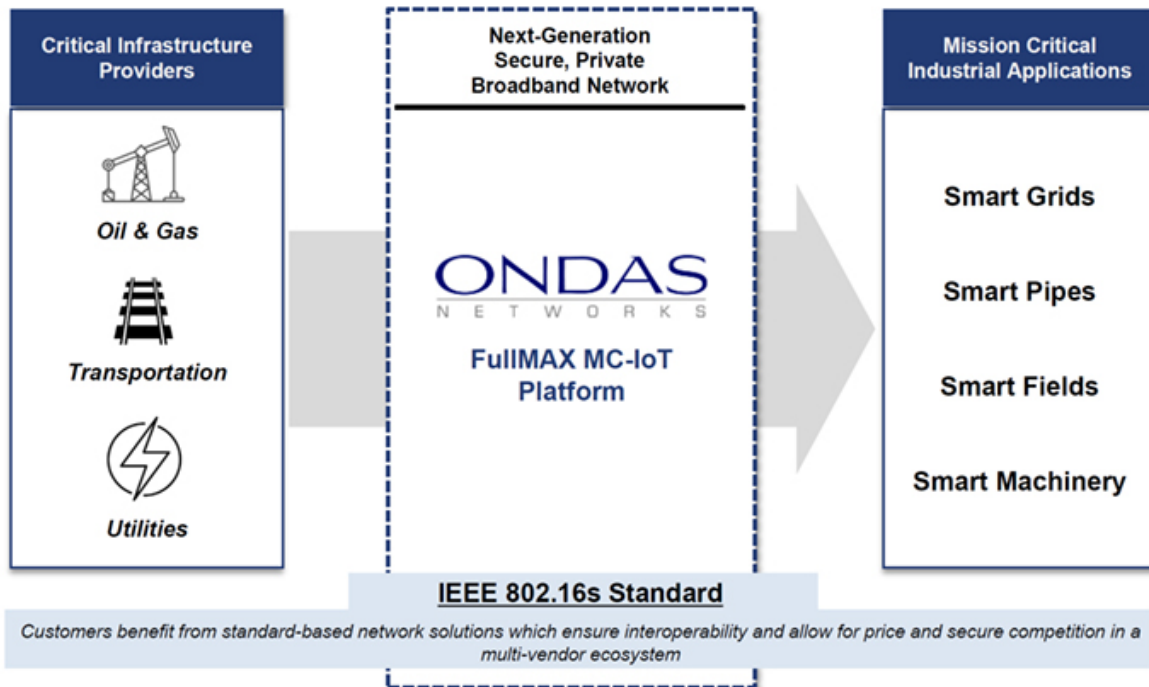 Critical Infrastructure
Providers
Oil & Gas
Transportation
Utilities
Next-Generation
Secure, Private
Broadband Network
ONDAS
NETWORKS
FullMAX MC-IoT
Platform
Mission Critical
Industrial Applications
Smart Grids
Smart Pipes
Smart Fields
Smart Machinery
IEEE 802.16s Standard
Customers benefit from standard-based network solutions which ensure interoperability and allow for price and secure competition in a
multi-vendor ecosystem